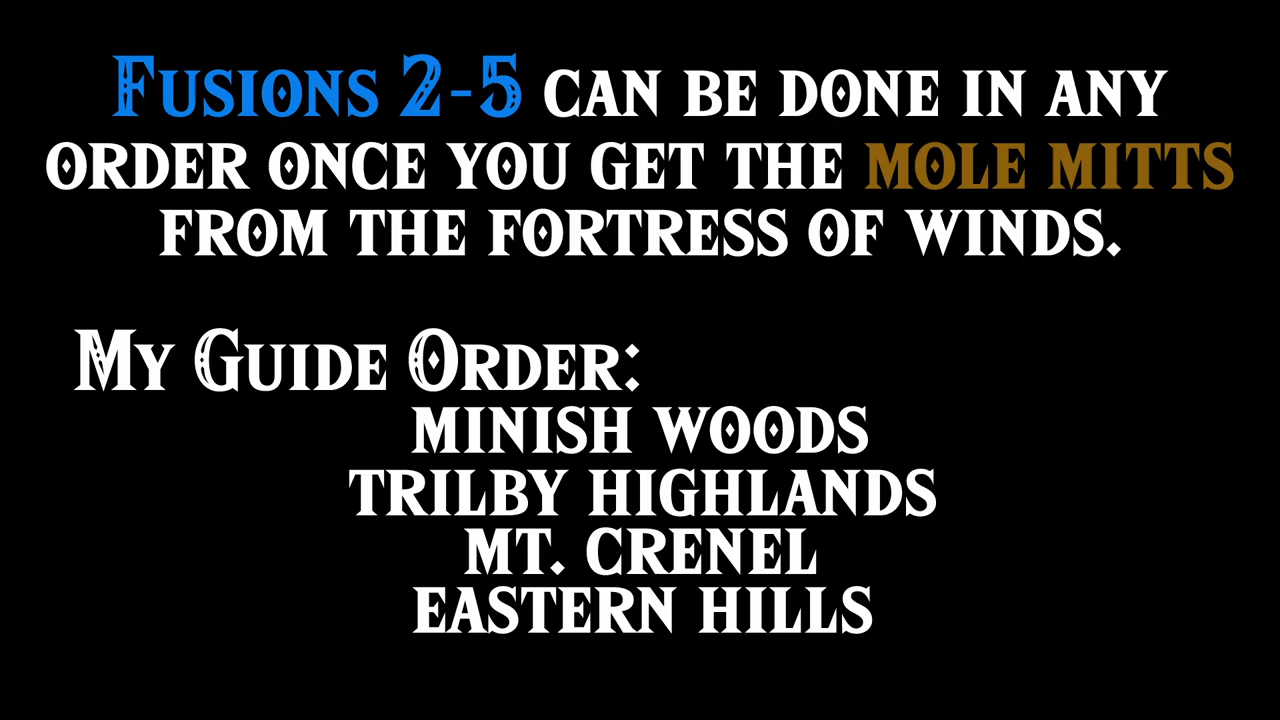 Fusions 2-5 can be done in any
order once you get the mole mitts
from the fortress of winds.
My Guide Order:
minish woods
trilby highlands
mt. crenel
eastern hills